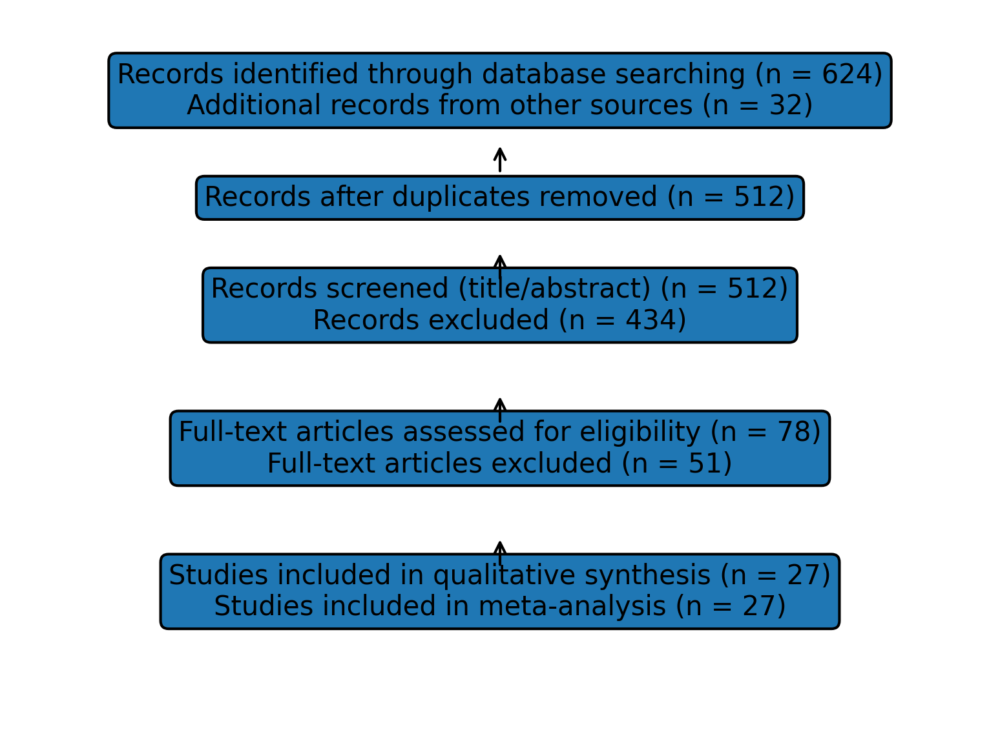 Records identified through database searching (n = 624)
Additional records from other sources (n = 32)
Records after duplicates removed (n = 512)
Records screened (title/abstract) (n = 512)
Records excluded (n = 434)
Full-text articles assessed for eligibility (n = 78)
Full-text articles excluded (n = 51)
Studies included in qualitative synthesis (n = 27)
Studies included in meta-analysis (n = 27)